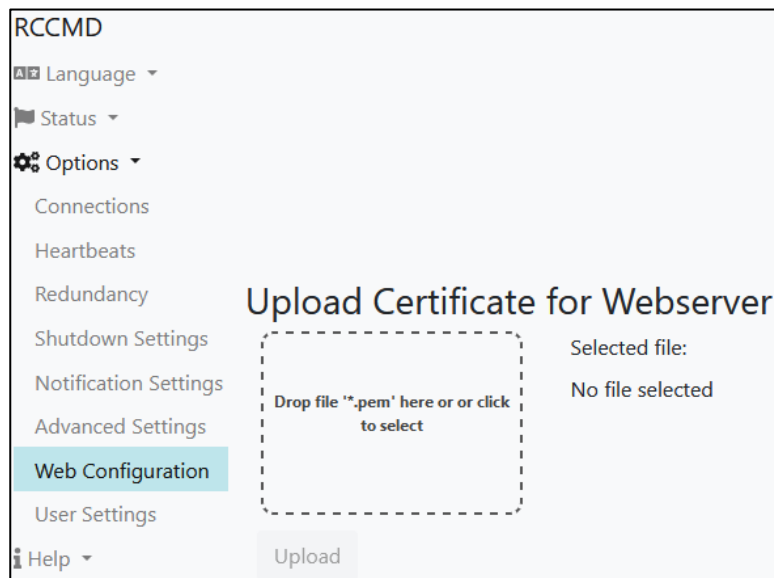 RCCMD
Language
Status
Options
Connections
Heartbeats
Redundancy
Shutdown Settings
Notification Settings
Advanced Settings
Web Configuration
User Settings
Help
Upload Certificate for Webserver
Drop file '*.pem' here or or click
to select
Selected file:
No file selected
Upload